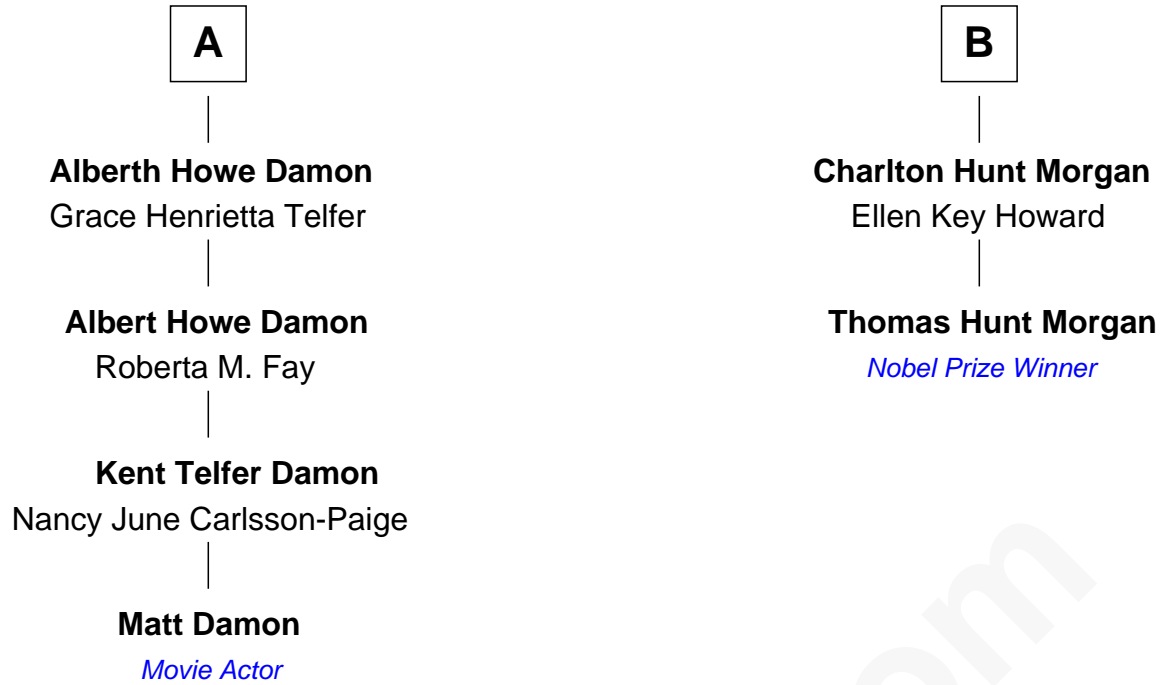 A
Alberth Howe Damon
Grace Henrietta Telfer
Albert Howe Damon
Roberta M. Fay
Kent Telfer Damon
Nancy June Carlsson-Paige
Matt Damon
Movie Actor
B
Charlton Hunt Morgan
Ellen Key Howard
Thomas Hunt Morgan
Nobel Prize Winner
om